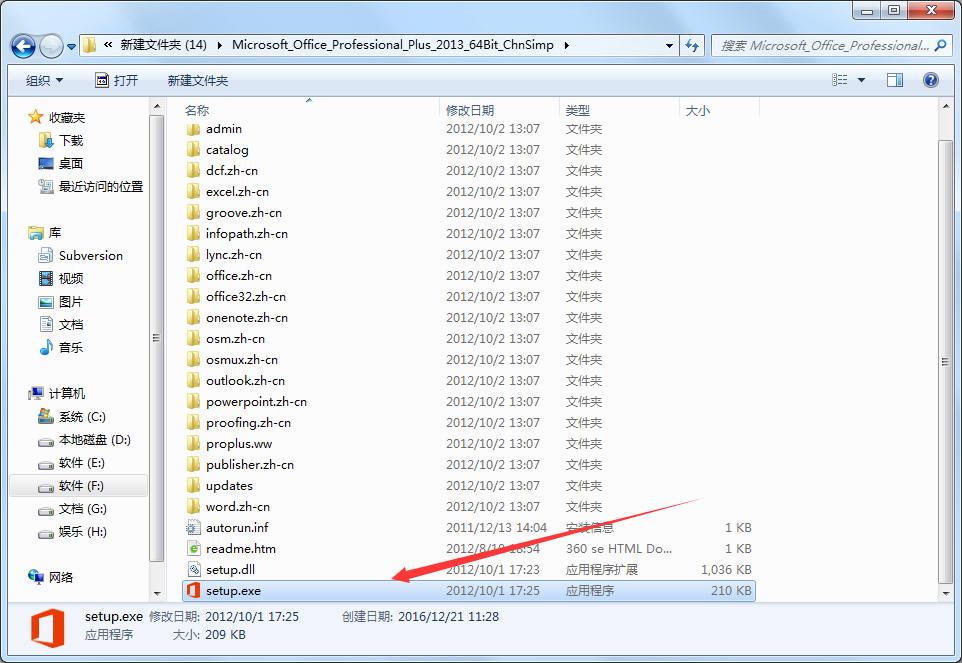 « 新建文件夹 (14) Microsoft_Office_Professional_Plus_2013_64Bit_ChnSimp
搜索 Microsoft_Office_Professional...
组织 打开 新建文件夹
收藏夹
下载
桌面
最近访问的位置
库
Subversion
视频
图片
文档
音乐
计算机
系统 (C:)
本地磁盘 (D:)
软件 (E:)
软件 (F:)
文档 (G:)
娱乐 (H:)
网络
名称 修改日期 类型 大小
admin 2012/10/2 13:07 文件夹
catalog 2012/10/2 13:07 文件夹
dcf.zh-cn 2012/10/2 13:07 文件夹
excel.zh-cn 2012/10/2 13:07 文件夹
groove.zh-cn 2012/10/2 13:07 文件夹
infopath.zh-cn 2012/10/2 13:07 文件夹
lync.zh-cn 2012/10/2 13:07 文件夹
office.zh-cn 2012/10/2 13:07 文件夹
office32.zh-cn 2012/10/2 13:07 文件夹
onenote.zh-cn 2012/10/2 13:07 文件夹
osm.zh-cn 2012/10/2 13:07 文件夹
osmux.zh-cn 2012/10/2 13:07 文件夹
outlook.zh-cn 2012/10/2 13:07 文件夹
powerpoint.zh-cn 2012/10/2 13:07 文件夹
proofing.zh-cn 2012/10/2 13:07 文件夹
proplus.ww 2012/10/2 13:07 文件夹
publisher.zh-cn 2012/10/2 13:07 文件夹
updates 2012/10/2 13:07 文件夹
word.zh-cn 2012/10/2 13:07 文件夹
autorun.inf 2011/12/13 14:04 安装信息 1 KB
readme.htm 360 se HTML Do... 1 KB
setup.dll 2012/10/1 17:23 应用程序扩展 1,036 KB
setup.exe 2012/10/1 17:25 应用程序 210 KB
setup.exe 修改日期: 2012/10/1 17:25 创建日期: 2016/12/21 11:28
应用程序 大小: 209 KB